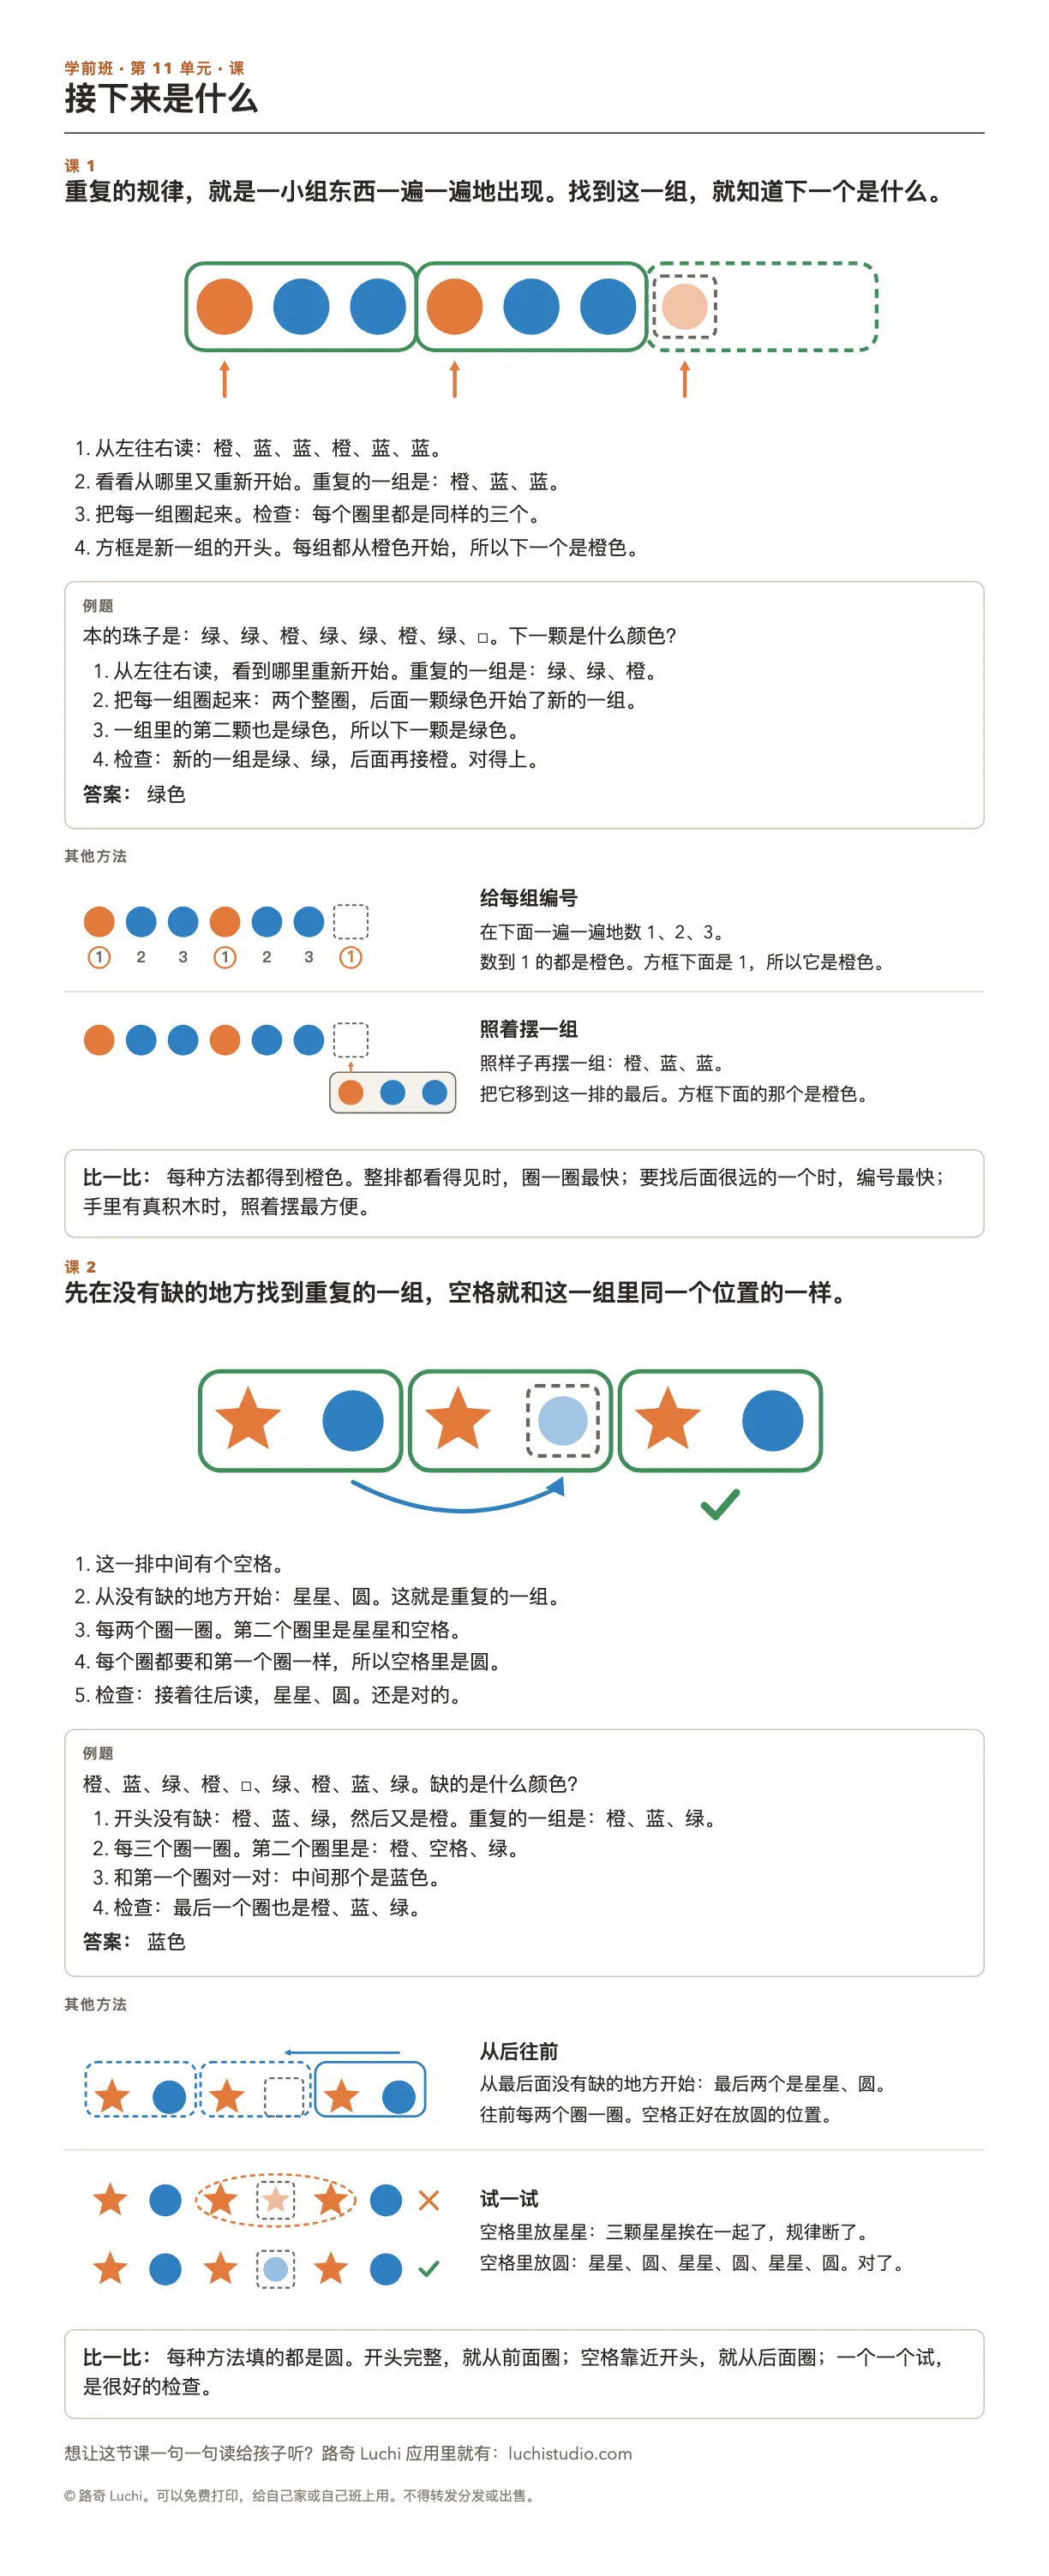 学前班 · 第 11 单元 · 课
接下来是什么
课 1
重复的规律，就是一小组东西一遍一遍地出现。找到这一组，就知道下一个是什么。
1. 从左往右读：橙、蓝、蓝、橙、蓝、蓝。
2. 看看从哪里又重新开始。重复的一组是：橙、蓝、蓝。
3. 把每一组圈起来。检查：每个圈里都是同样的三个。
4. 方框是新一组的开头。每组都从橙色开始，所以下一个是橙色。
例题
本的珠子是：绿、绿、橙、绿、绿、橙、绿、□。下一颗是什么颜色？
1. 从左往右读，看到哪里重新开始。重复的一组是：绿、绿、橙。
2. 把每一组圈起来：两个整圈，后面一颗绿色开始了新的一组。
3. 一组里的第二颗也是绿色，所以下一颗是绿色。
4. 检查：新的一组是绿、绿，后面再接橙。对得上。
答案： 绿色
其他方法
给每组编号
在下面一遍一遍地数 1、2、3。
数到 1 的都是橙色。方框下面是 1，所以它是橙色。
1 2 3 1 2 3 1
照着摆一组
照样子再摆一组：橙、蓝、蓝。
把它移到这一排的最后。方框下面的那个是橙色。
比一比： 每种方法都得到橙色。整排都看得见时，圈一圈最快；要找后面很远的一个时，编号最快；
手里有真积木时，照着摆最方便。
课 2
先在没有缺的地方找到重复的一组，空格就和这一组里同一个位置的一样。
1. 这一排中间有个空格。
2. 从没有缺的地方开始：星星、圆。这就是重复的一组。
3. 每两个圈一圈。第二个圈里是星星和空格。
4. 每个圈都要和第一个圈一样，所以空格里是圆。
5. 检查：接着往后读，星星、圆。还是对的。
例题
橙、蓝、绿、橙、□、绿、橙、蓝、绿。缺的是什么颜色？
1. 开头没有缺：橙、蓝、绿，然后又是橙。重复的一组是：橙、蓝、绿。
2. 每三个圈一圈。第二个圈里是：橙、空格、绿。
3. 和第一个圈对一对：中间那个是蓝色。
4. 检查：最后一个圈也是橙、蓝、绿。
答案： 蓝色
其他方法
从后往前
从最后面没有缺的地方开始：最后两个是星星、圆。
往前每两个圈一圈。空格正好在放圆的位置。
试一试
空格里放星星：三颗星星挨在一起了，规律断了。
空格里放圆：星星、圆、星星、圆、星星、圆。对了。
比一比： 每种方法填的都是圆。开头完整，就从前面圈；空格靠近开头，就从后面圈；一个一个试，
是很好的检查。
想让这节课一句一句读给孩子听？路奇 Luchi 应用里就有：luchistudio.com
© 路奇 Luchi。可以免费打印，给自己家或自己班上用。不得转发分发或出售。